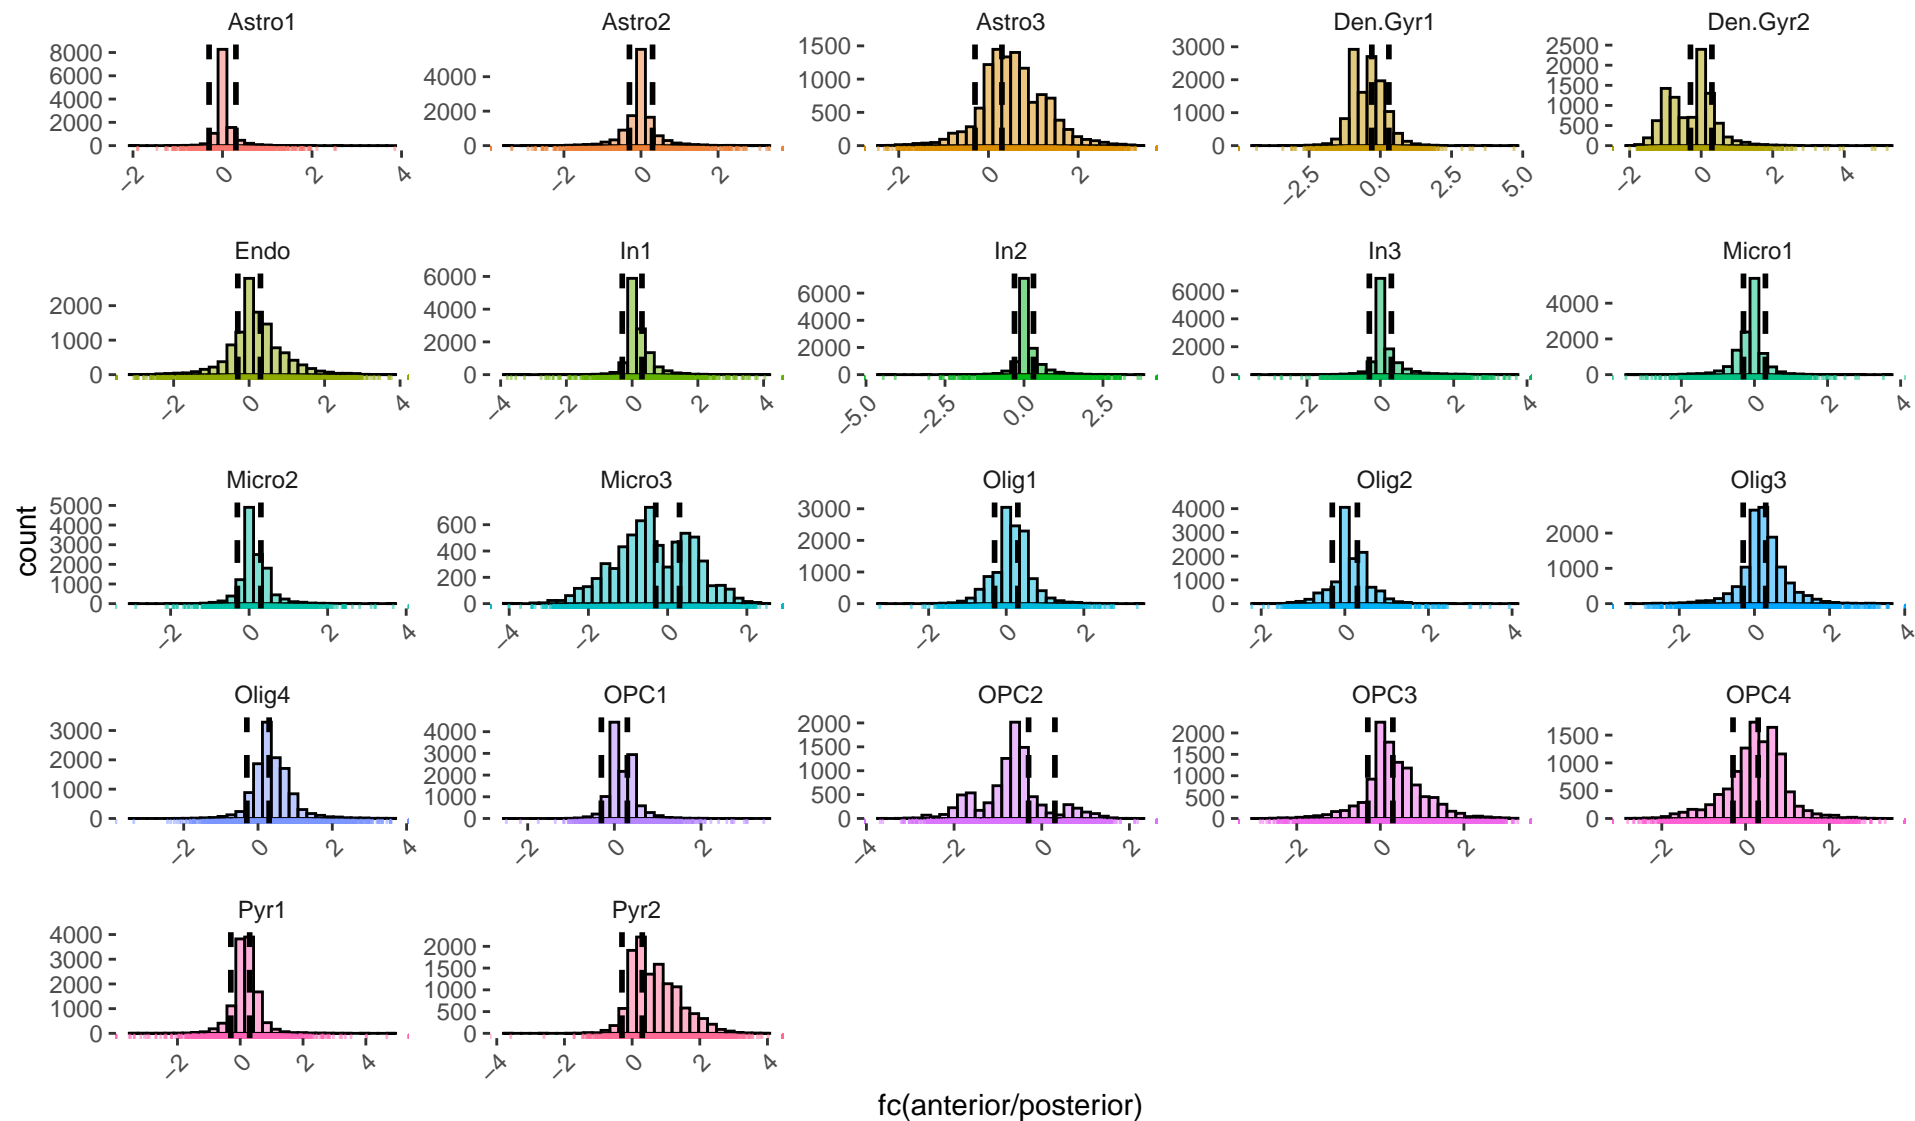 Astro1 Astro2 Astro3 Den.Gyr1 Den.Gyr2
8000 6000 4000 2000 0
4000 2000 0
1500 1000 500 0
3000 2000 1000 0
2500 2000 1500 1000 500 0
−2 0 2 4
−2 0 2
−2 0 2
−2.5 0.0 2.5 5.0
−2 0 2 4
Endo In1 In2 In3 Micro1
2000 1000 0
6000 4000 2000 0
6000 4000 2000 0
6000 4000 2000 0
4000 2000 0
−2 0 2 4
−4 −2 0 2 4
−5.0 −2.5 0.0 2.5
−2 0 2 4
−2 0 2 4
Micro2 Micro3 Olig1 Olig2 Olig3
5000 4000 3000 2000 1000 0
600 400 200 0
3000 2000 1000 0
4000 3000 2000 1000 0
2000 1000 0
−2 0 2 4
−4 −2 0 2
−2 0 2
−2 0 2 4
−2 0 2 4
count
Olig4 OPC1 OPC2 OPC3 OPC4
3000 2000 1000 0
4000 3000 2000 1000 0
2000 1500 1000 500 0
2000 1500 1000 500 0
1500 1000 500 0
−2 0 2 4
−2 0 2
−4 −2 0 2
−2 0 2
−2 0 2
Pyr1 Pyr2
4000 3000 2000 1000 0
2000 1500 1000 500 0
−2 0 2 4
−4 −2 0 2 4
fc(anterior/posterior)